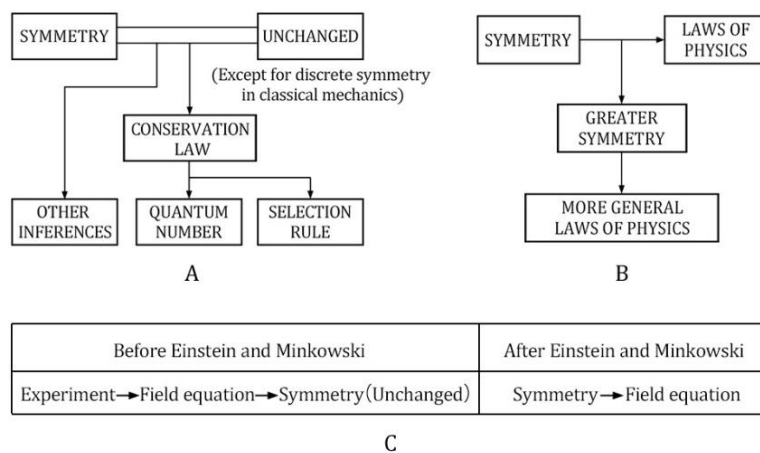 SYMMETRY
UNCHANGED
(Except for discrete symmetry
in classical mechanics)
CONSERVATION
LAW
OTHER
INFERENCES
QUANTUM
NUMBER
SELECTION
RULE
A
SYMMETRY
LAWS OF
PHYSICS
GREATER
SYMMETRY
MORE GENERAL
LAWS OF PHYSICS
B
Before Einstein and Minkowski
After Einstein and Minkowski
Experiment→Field equation→Symmetry(Unchanged)
Symmetry→Field equation
C